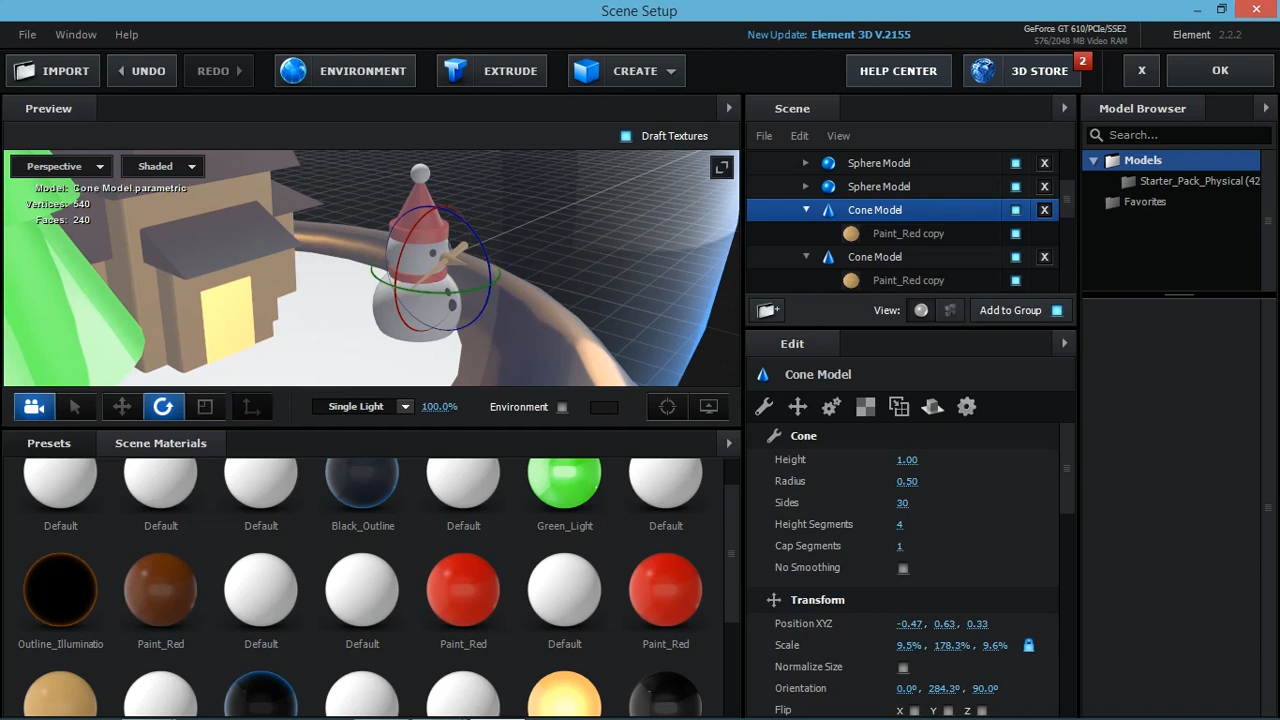 Scene Setup
File Window Help
New Update: Element 3D V.2155
GeForce GT 610/PCIe/SSE2
576/2048 MB Video RAM
Element 2.2.2
IMPORT
UNDO
REDO
ENVIRONMENT
EXTRUDE
CREATE
HELP CENTER
3D STORE
2
X
OK
Preview
Draft Textures
Perspective
Shaded
Model: Cone Model.parametric
Vertices: 540
Faces: 240
Single Light
100.0%
Environment
Presets
Scene Materials
Default Default Default Black_Outline Default Green_Light Default
Outline_Illuminatio Paint_Red Default Default Paint_Red Default Paint_Red
Scene
File Edit View
Sphere Model X
Sphere Model X
Cone Model X
Paint_Red copy
Cone Model X
Paint_Red copy
View:
Add to Group
Edit
Cone Model
Cone
Height 1.00
Radius 0.50
Sides 30
Height Segments 4
Cap Segments 1
No Smoothing
Transform
Position XYZ -0.47, 0.63, 0.33
Scale 9.5%, 178.3%, 9.6%
Normalize Size
Orientation 0.0º, 284.3º, 90.0º
Flip X Y Z
Model Browser
Search...
Models
Starter_Pack_Physical (42
Favorites